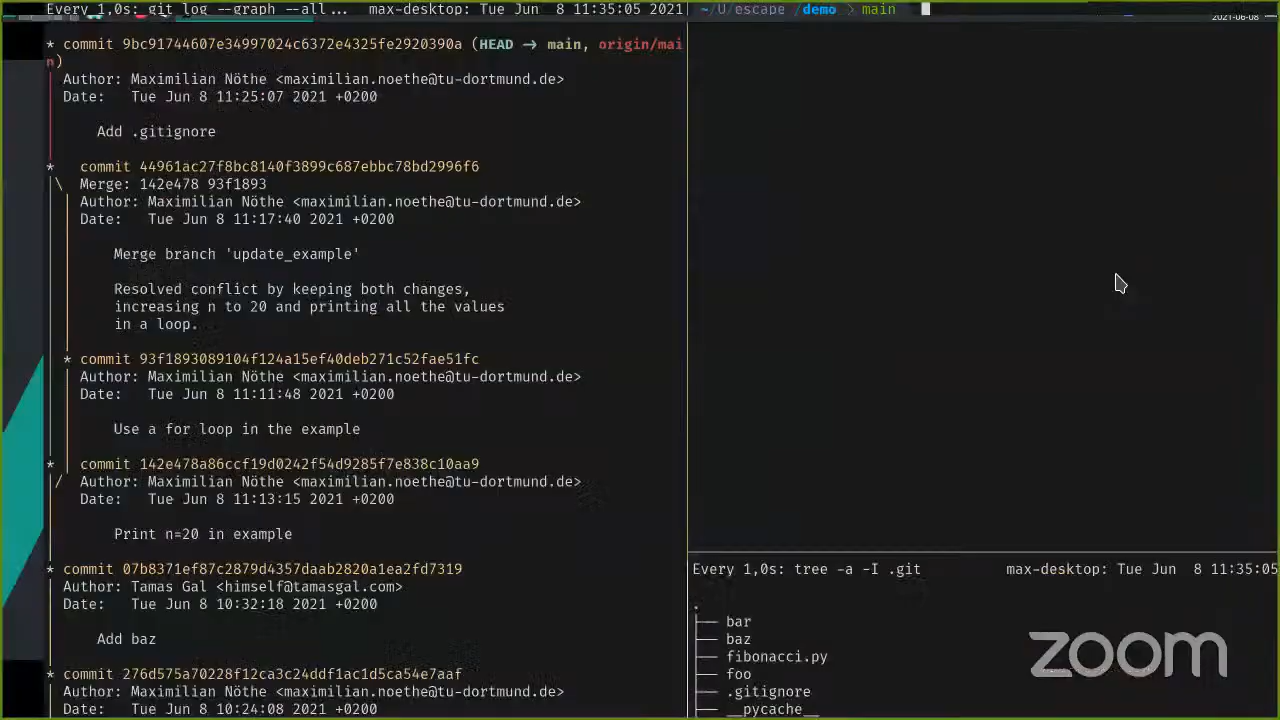 Every 1,0s: git log --graph --all... max-desktop: Tue Jun 8 11:35:05 2021
* commit 9bc91744607e34997024c6372e4325fe2920390a (HEAD → main, origin/mai
n)
Author: Maximilian Nöthe <maximilian.noethe@tu-dortmund.de>
Date: Tue Jun 8 11:25:07 2021 +0200
Add .gitignore
* commit 44961ac27f8bc8140f3899c687ebbc78bd2996f6
|\ Merge: 142e478 93f1893
Author: Maximilian Nöthe <maximilian.noethe@tu-dortmund.de>
Date: Tue Jun 8 11:17:40 2021 +0200
Merge branch 'update_example'
Resolved conflict by keeping both changes,
increasing n to 20 and printing all the values
in a loop.
* commit 93f1893089104f124a15ef40deb271c52fae51fc
Author: Maximilian Nöthe <maximilian.noethe@tu-dortmund.de>
Date: Tue Jun 8 11:11:48 2021 +0200
Use a for loop in the example
* | commit 142e478a86ccf19d0242f54d9285f7e838c10aa9
|/ Author: Maximilian Nöthe <maximilian.noethe@tu-dortmund.de>
Date: Tue Jun 8 11:13:15 2021 +0200
Print n=20 in example
* commit 07b8371ef87c2879d4357daab2820a1ea2fd7319
Author: Tamas Gal <himself@tamasgal.com>
Date: Tue Jun 8 10:32:18 2021 +0200
Add baz
* commit 276d575a70228f12ca3c24ddf1ac1d5ca54e7aaf
Author: Maximilian Nöthe <maximilian.noethe@tu-dortmund.de>
Date: Tue Jun 8 10:24:08 2021 +0200
~/U/escape /demo > main
2021-06-08
Every 1,0s: tree -a -I .git max-desktop: Tue Jun 8 11:35:05
.
├── bar
├── baz
├── fibonacci.py
├── foo
├── .gitignore
├── __pycache__
zoom